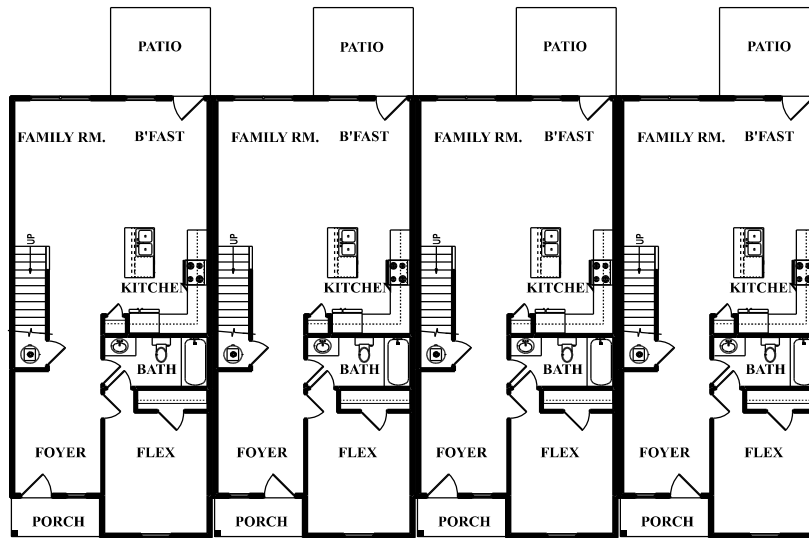 PATIO
PATIO
PATIO
PATIO
FAMILY RM. B'FAST
FAMILY RM. B'FAST
FAMILY RM. B'FAST
FAMILY RM. B'FAST
UP
UP
UP
UP
KITCHEN
KITCHEN
KITCHEN
KITCHEN
BATH
BATH
BATH
BATH
FOYER FLEX
FOYER FLEX
FOYER FLEX
FOYER FLEX
PORCH
PORCH
PORCH
PORCH